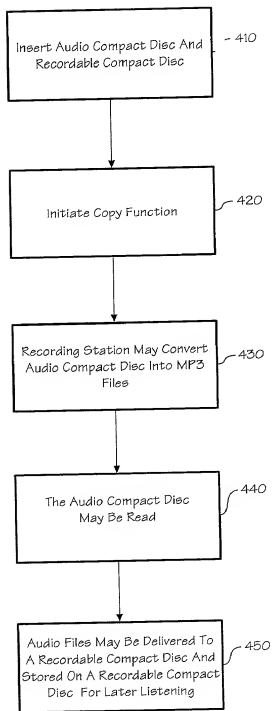 Insert Audio Compact Disc And
Recordable Compact Disc
410
Initiate Copy Function
420
Recording Station May Convert
Audio Compact Disc Into MP3
Files
430
The Audio Compact Disc
May Be Read
440
Audio Files May Be Delivered To
A Recordable Compact Disc And
Stored On A Recordable Compact
Disc For Later Listening
450